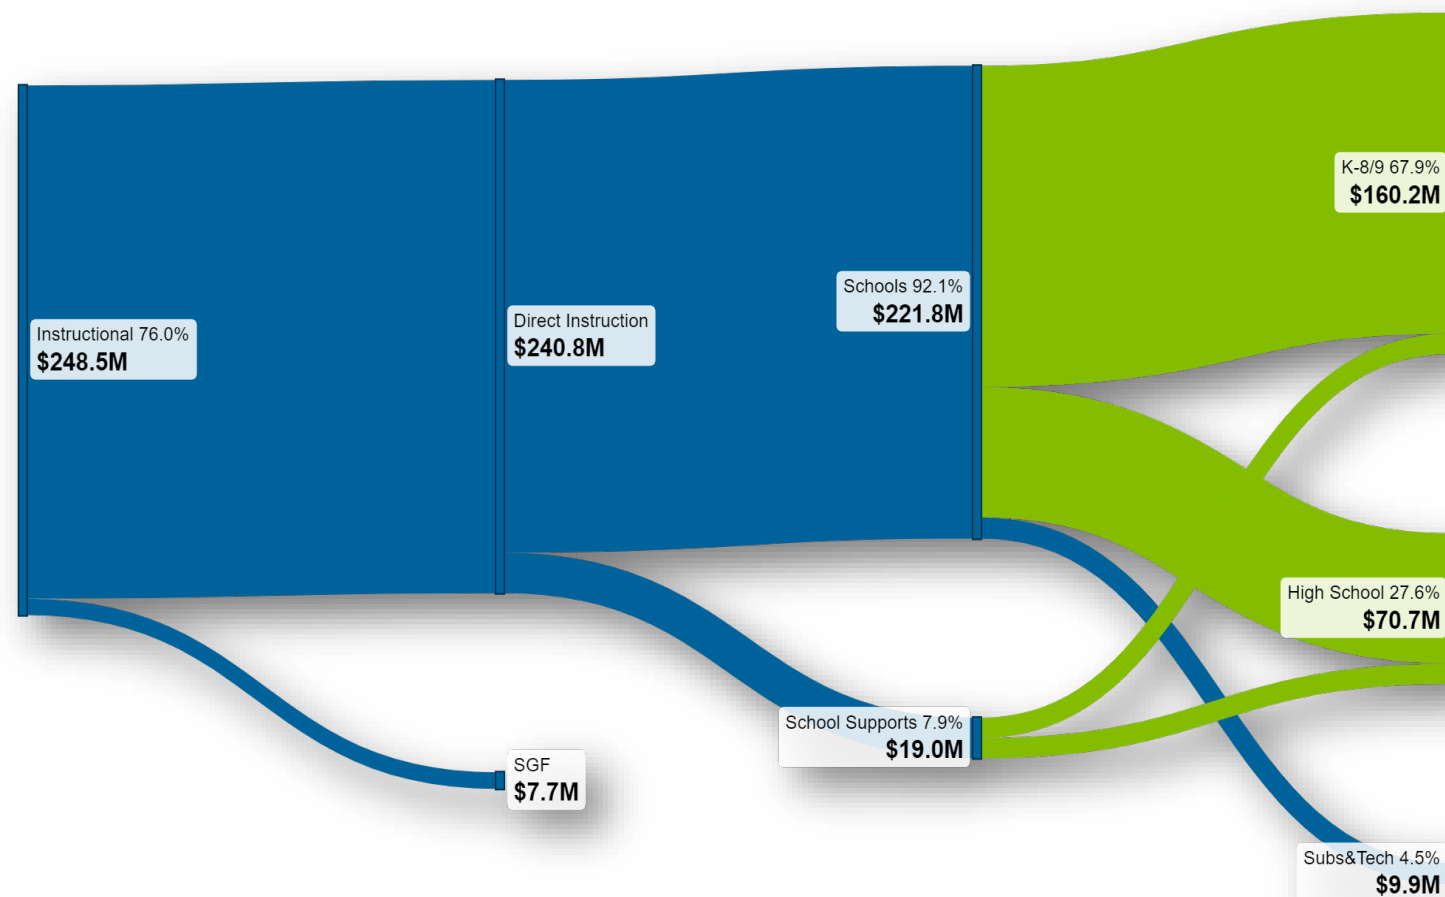 K-8/9 67.9%
$160.2M
Schools 92.1%
$221.8M
Direct Instruction
$240.8M
Instructional 76.0%
$248.5M
High School 27.6%
$70.7M
School Supports 7.9%
$19.0M
SGF
$7.7M
Subs&Tech 4.5%
$9.9M